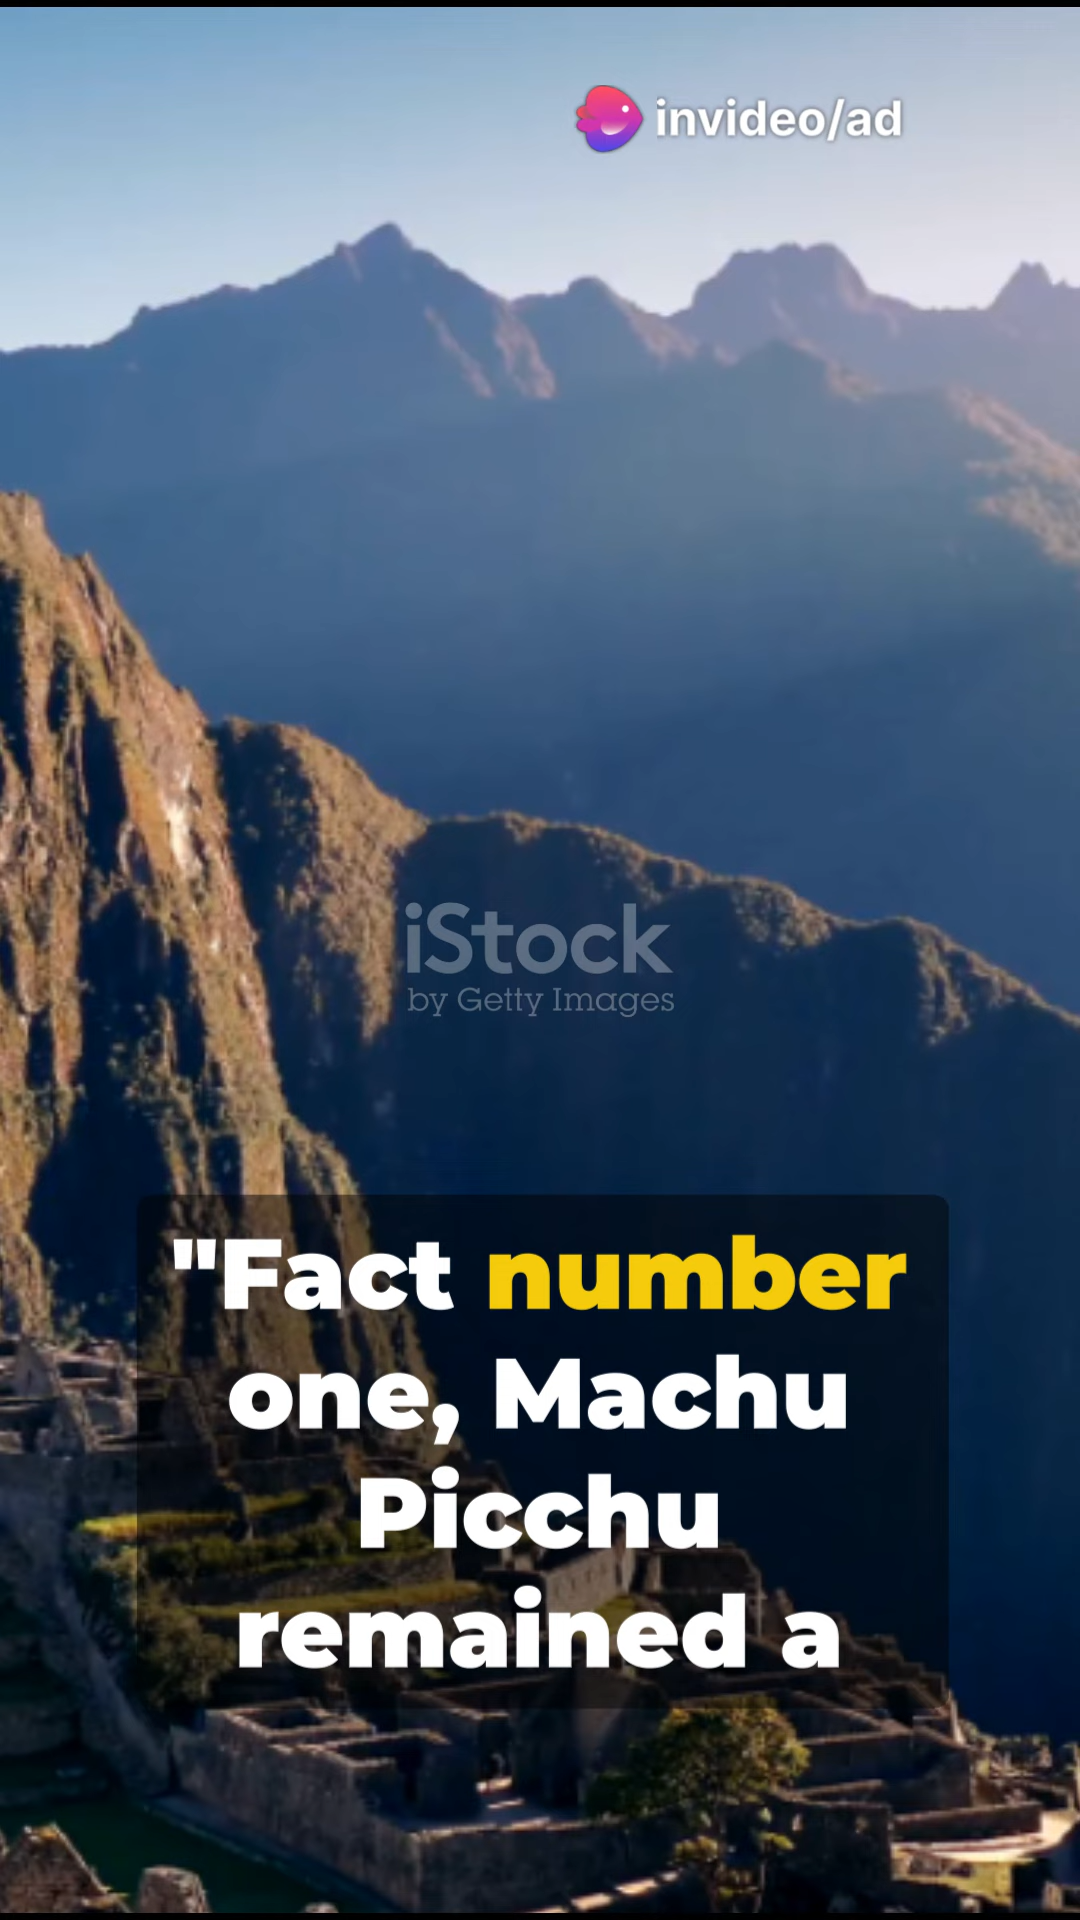 invideo/ad
iStock
by Getty Images
"Fact number
one, Machu
Picchu
remained a